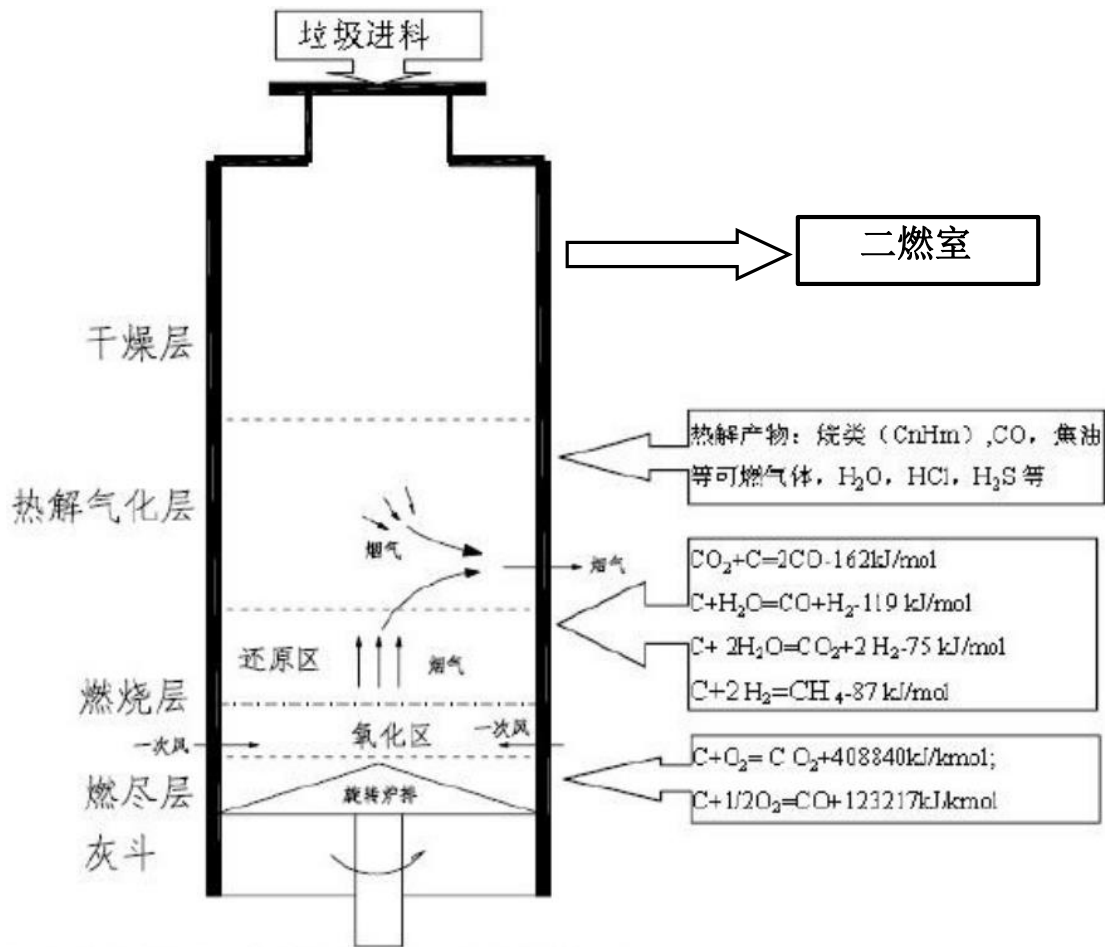 垃圾进料
二燃室
干燥层
热解产物：烷类（CnHm）,CO，焦油
等可燃气体，H₂O，HCl，H₂S 等
热解气化层
烟气
烟气
CO₂+C=2CO-162kJ/mol
C+H₂O=CO+H₂-119 kJ/mol
C+ 2H₂O=CO₂+2 H₂-75 kJ/mol
C+2 H₂=CH₄-87 kJ/mol
还原区
烟气
燃烧层
一次风
氧化区
一次风
C+O₂= C O₂+408840kJ/kmol;
C+1/2O₂=CO+123217kJ/kmol
燃尽层
旋转炉排
灰斗